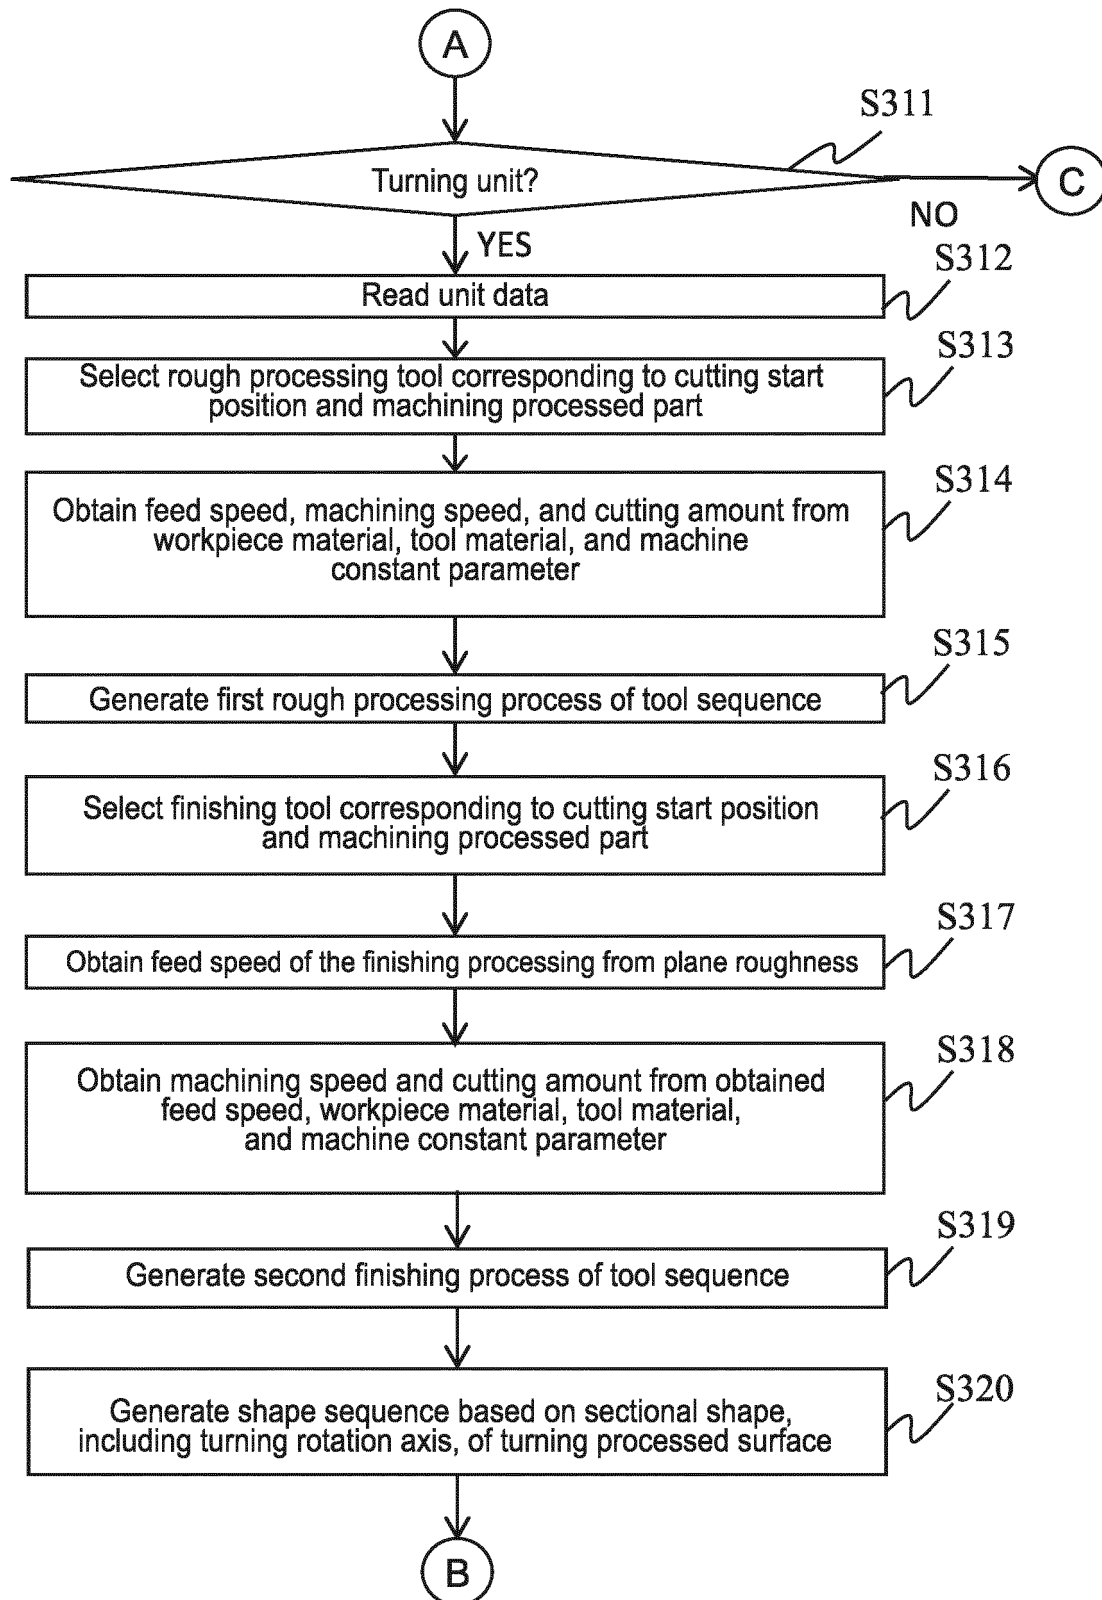 A
S311
Turning unit?
C
NO
YES
S312
Read unit data
S313
Select rough processing tool corresponding to cutting start
position and machining processed part
S314
Obtain feed speed, machining speed, and cutting amount from
workpiece material, tool material, and machine
constant parameter
S315
Generate first rough processing process of tool sequence
S316
Select finishing tool corresponding to cutting start position
and machining processed part
S317
Obtain feed speed of the finishing processing from plane roughness
S318
Obtain machining speed and cutting amount from obtained
feed speed, workpiece material, tool material,
and machine constant parameter
S319
Generate second finishing process of tool sequence
S320
Generate shape sequence based on sectional shape,
including turning rotation axis, of turning processed surface
B